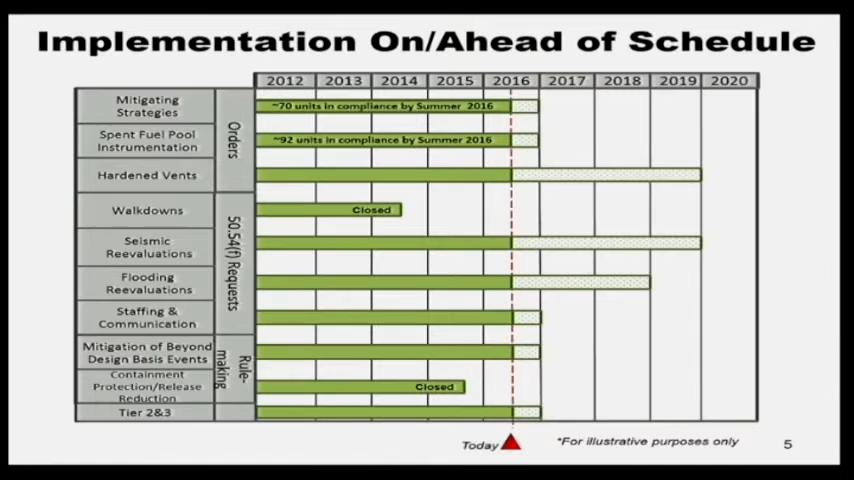 Implementation On/Ahead of Schedule
2012 2013 2014 2015 2016 2017 2018 2019 2020
Orders
Mitigating
Strategies
~70 units in compliance by Summer 2016
Spent Fuel Pool
Instrumentation
~92 units in compliance by Summer 2016
Hardened Vents
50.54(f) Requests
Walkdowns
Closed
Seismic
Reevaluations
Flooding
Reevaluations
Staffing &
Communication
Rule-
making
Mitigation of Beyond
Design Basis Events
Containment
Protection/Release
Reduction
Closed
Tier 2&3
Today
*For illustrative purposes only
5